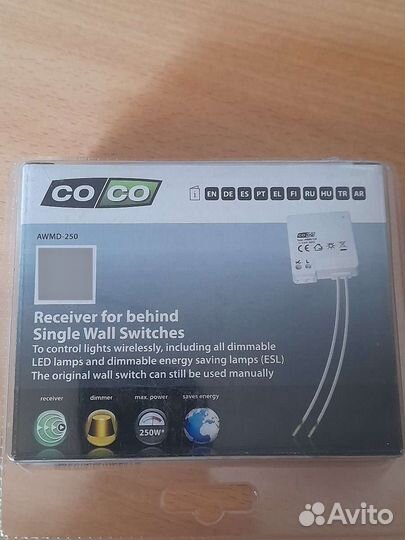 COCO
EN DE ES PT EL FI RU HU TR AR
AWMD-250
COCO
Receiver for behind
Single Wall Switches
To control lights wirelessly, including all dimmable
LED lamps and dimmable energy saving lamps (ESL)
The original wall switch can still be used manually
receiver dimmer max. power saves energy
250W*
Avito